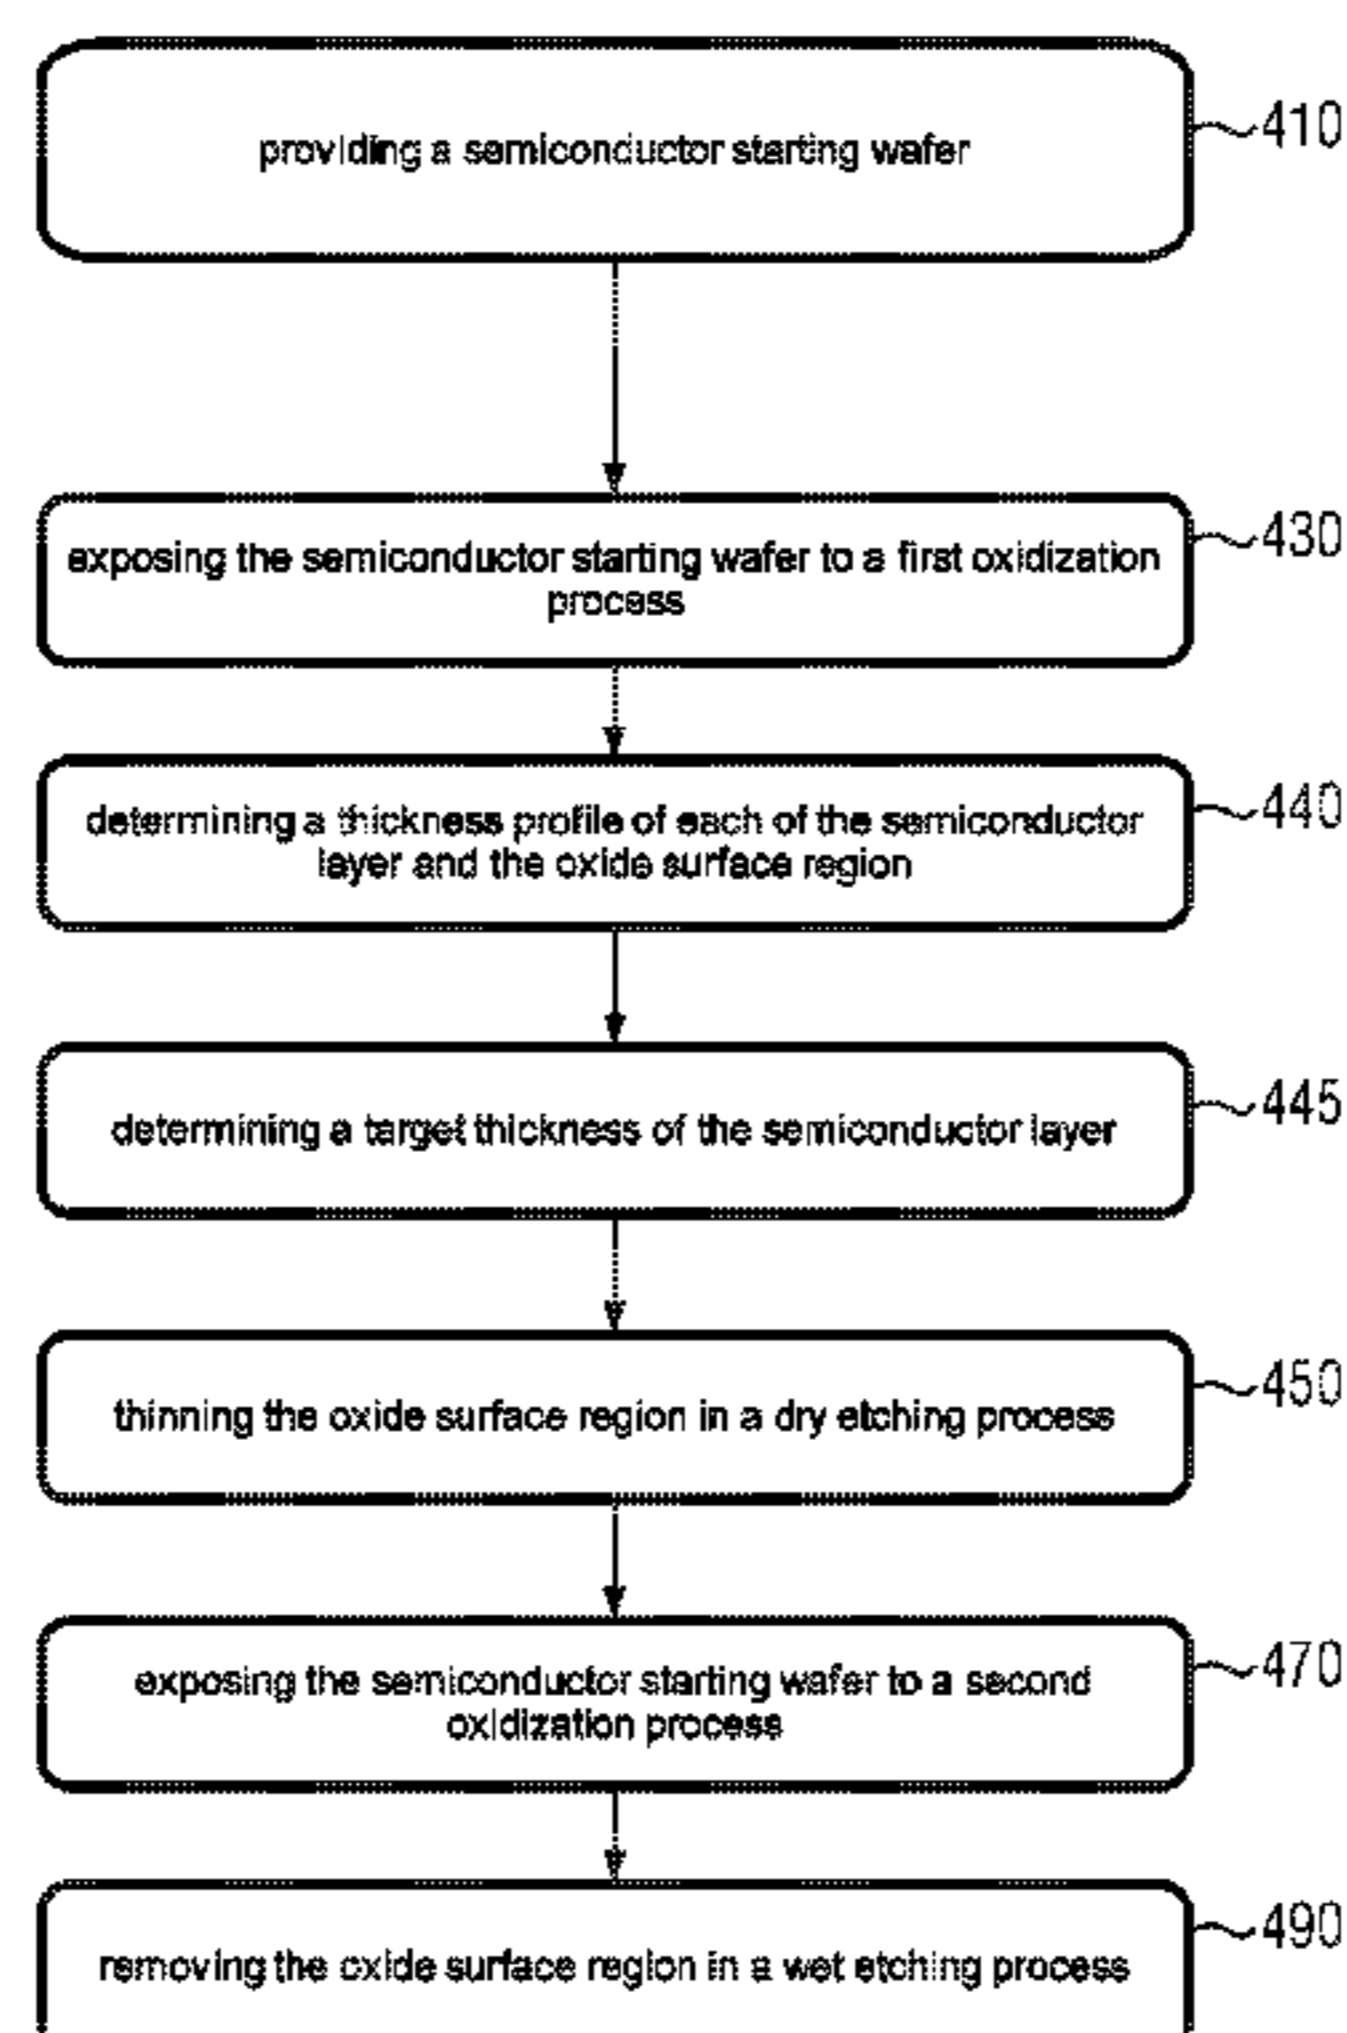 providing a semiconductor starting wafer
410
exposing the semiconductor starting wafer to a first oxidization
process
430
determining a thickness profile of each of the semiconductor
layer and the oxide surface region
440
determining a target thickness of the semiconductor layer
445
thinning the oxide surface region in a dry etching process
450
exposing the semiconductor starting wafer to a second
oxidization process
470
removing the oxide surface region in a wet etching process
490